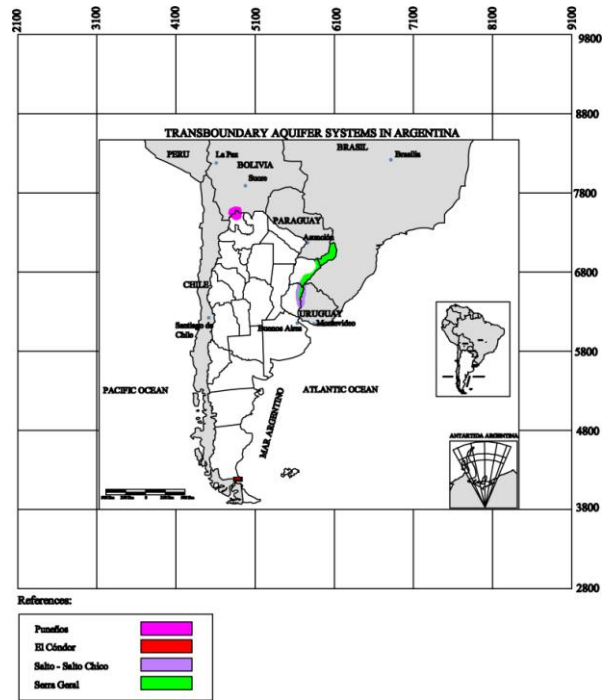 2100 3100 4100 5100 6100 7100 8100 9100
9800
8800
7800
6800
5800
4800
3800
2800
TRANSBOUNDARY AQUIFER SYSTEMS IN ARGENTINA
PERU
La Paz
BOLIVIA
BRASIL
Brasilia
Sucre
PARAGUAY
Asunción
CHILE
URUGUAY
Santiago de
Chile
Buenos Aires
Montevideo
PACIFIC OCEAN
ATLANTIC OCEAN
MAR ARGENTINO
ANTARTIDA ARGENTINA
References:
Puneños
El Cóndor
Salto - Salto Chico
Serra Geral